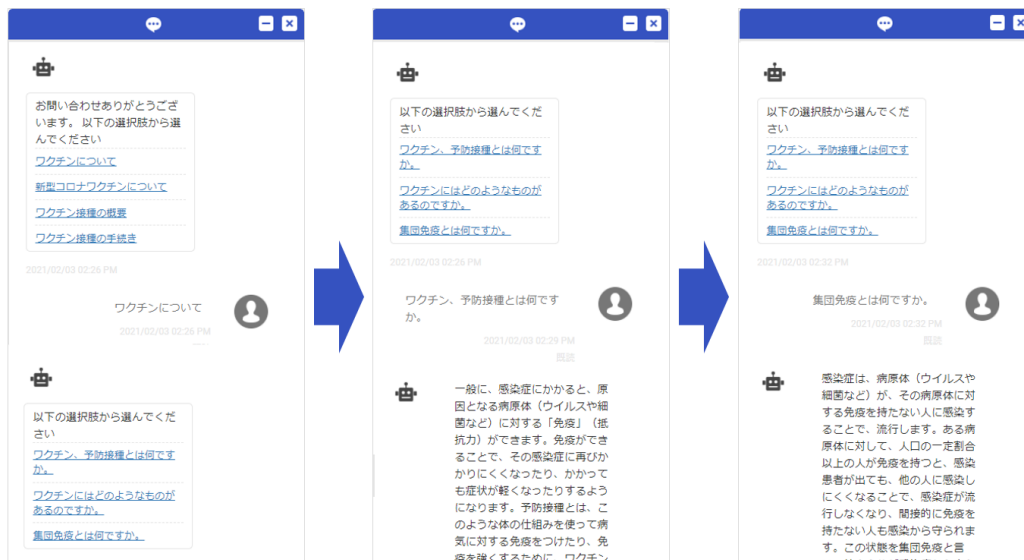 お問い合わせありがとうござ
います。 以下の選択肢から選
んでください
ワクチンについて
新型コロナワクチンについて
ワクチン接種の概要
ワクチン接種の手続き
2021/02/03 02:26 PM
ワクチンについて
2021/02/03 02:26 PM
以下の選択肢から選んでくだ
さい
ワクチン、予防接種とは何です
か。
ワクチンにはどのようなものが
あるのですか。
集団免疫とは何ですか。
以下の選択肢から選んでくだ
さい
ワクチン、予防接種とは何です
か。
ワクチンにはどのようなものが
あるのですか。
集団免疫とは何ですか。
2021/02/03 02:26 PM
ワクチン、予防接種とは何です
か。
2021/02/03 02:29 PM
既読
一般に、感染症にかかると、原
因となる病原体（ウイルスや細
菌など）に対する「免疫」（抵
抗力）ができます。免疫ができ
ることで、その感染症に再びか
かりにくくなったり、かかって
も症状が軽くなったりするよう
になります。予防接種とは、こ
のような体の仕組みを使って病
気に対する免疫をつけたり、免
疫を強くするために、ワクチン
以下の選択肢から選んでくだ
さい
ワクチン、予防接種とは何です
か。
ワクチンにはどのようなものが
あるのですか。
集団免疫とは何ですか。
2021/02/03 02:32 PM
集団免疫とは何ですか。
2021/02/03 02:32 PM
既読
感染症は、病原体（ウイルスや
細菌など）が、その病原体に対
する免疫を持たない人に感染す
ることで、流行します。ある病
原体に対して、人口の一定割合
以上の人が免疫を持つと、感染
患者が出ても、他の人に感染し
にくくなることで、感染症が流
行しなくなり、間接的に免疫を
持たない人も感染から守られま
す。この状態を集団免疫と言